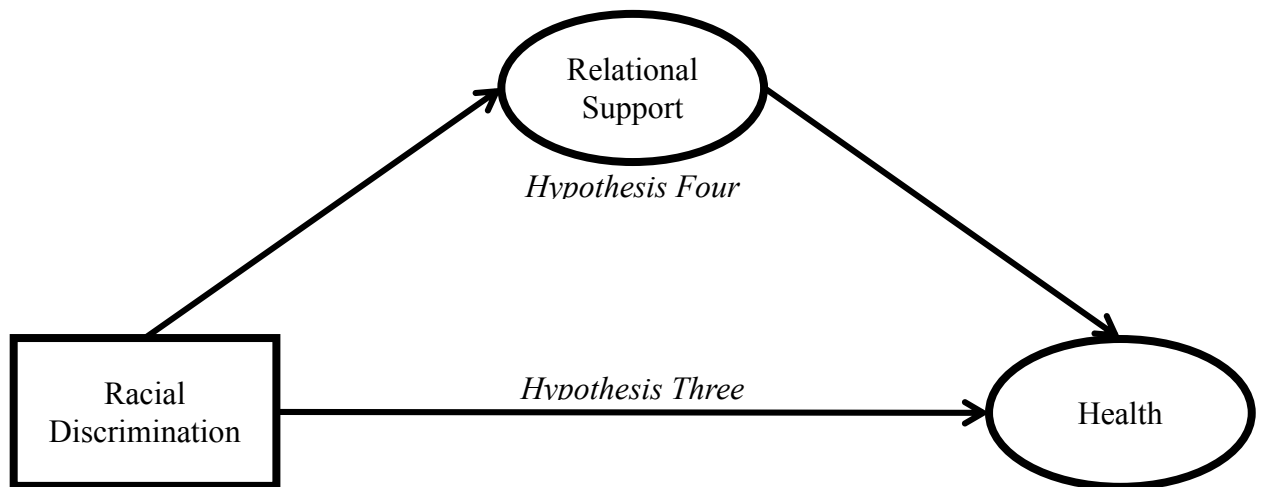 Relational
Support
Hypothesis Four
Hypothesis Three
Racial
Discrimination
Health